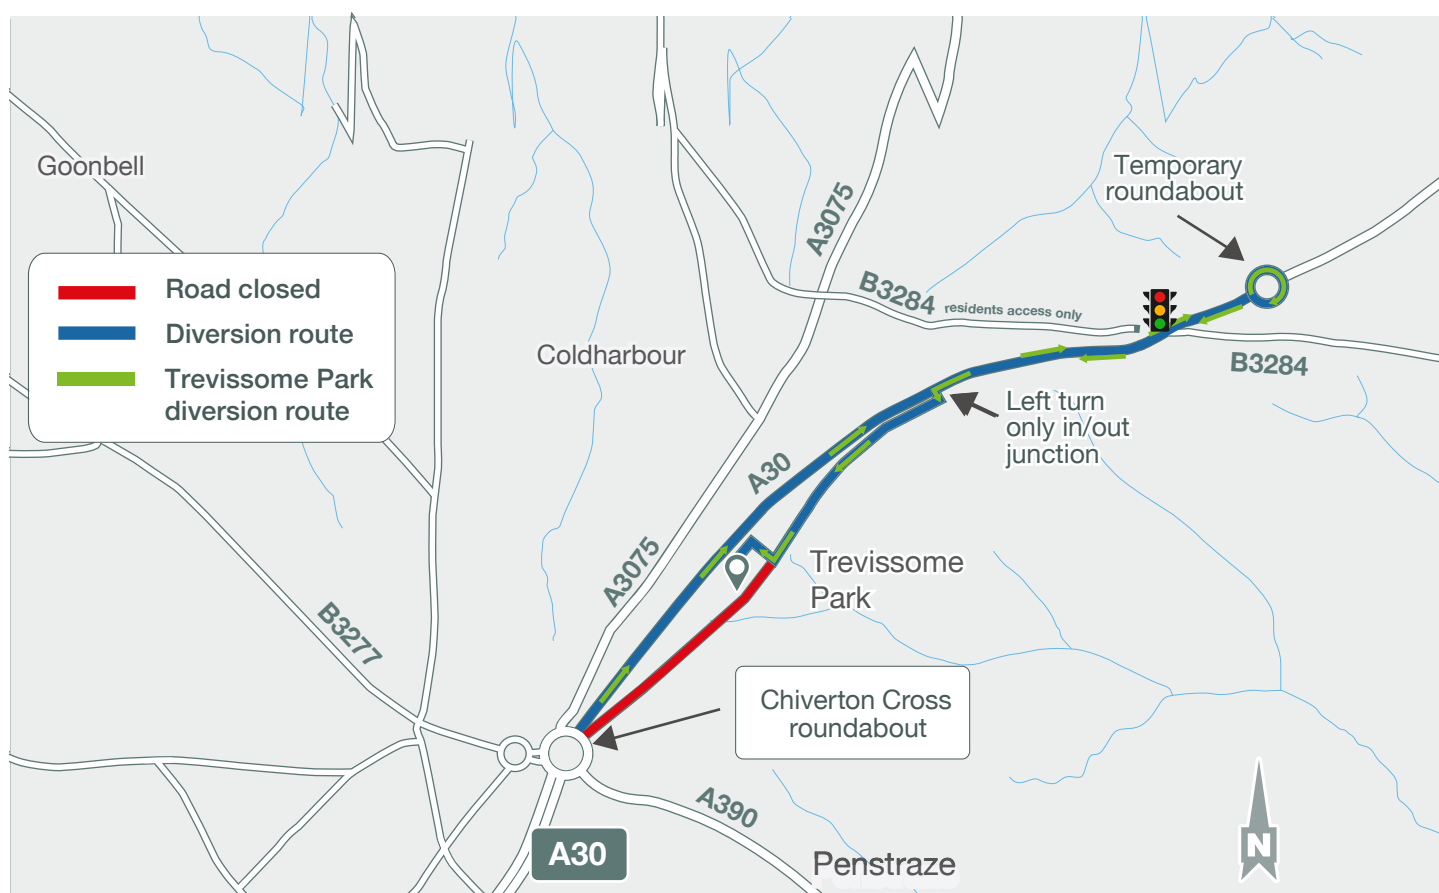 Goonbell
Temporary
roundabout
A3075
Road closed
Diversion route
Trevissome Park
diversion route
B3284 residents access only
B3284
Coldharbour
Left turn
only in/out
junction
A30
A3075
Trevissome
Park
B3277
Chiverton Cross
roundabout
A390
A30
Penstraze
N